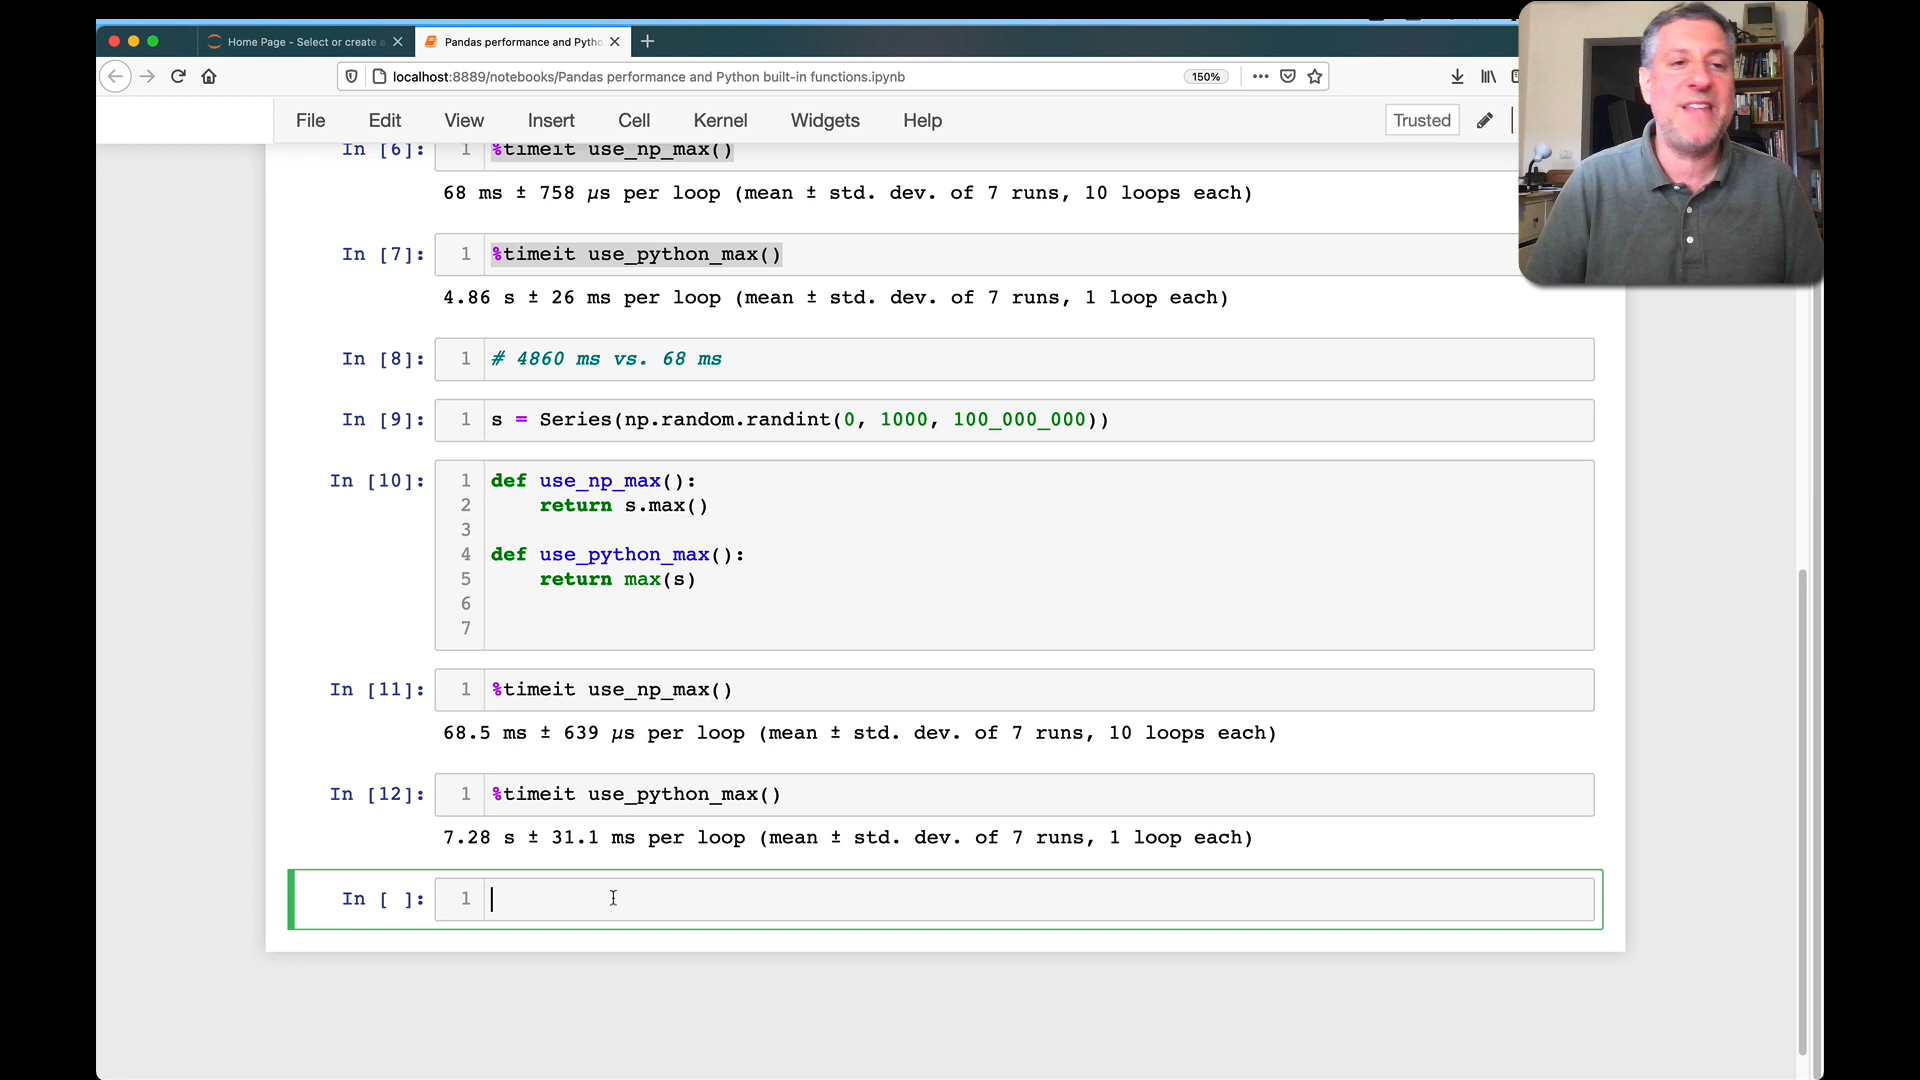 Home Page - Select or create a
Pandas performance and Pytho
localhost:8889/notebooks/Pandas performance and Python built-in functions.ipynb
150%
File Edit View Insert Cell Kernel Widgets Help Trusted
In [6]: 1 %timeit use_np_max()
68 ms ± 758 µs per loop (mean ± std. dev. of 7 runs, 10 loops each)
In [7]: 1 %timeit use_python_max()
4.86 s ± 26 ms per loop (mean ± std. dev. of 7 runs, 1 loop each)
In [8]: 1 # 4860 ms vs. 68 ms
In [9]: 1 s = Series(np.random.randint(0, 1000, 100_000_000))
In [10]: 1 def use_np_max():
2 return s.max()
3
4 def use_python_max():
5 return max(s)
6
7
In [11]: 1 %timeit use_np_max()
68.5 ms ± 639 µs per loop (mean ± std. dev. of 7 runs, 10 loops each)
In [12]: 1 %timeit use_python_max()
7.28 s ± 31.1 ms per loop (mean ± std. dev. of 7 runs, 1 loop each)
In [ ]: 1